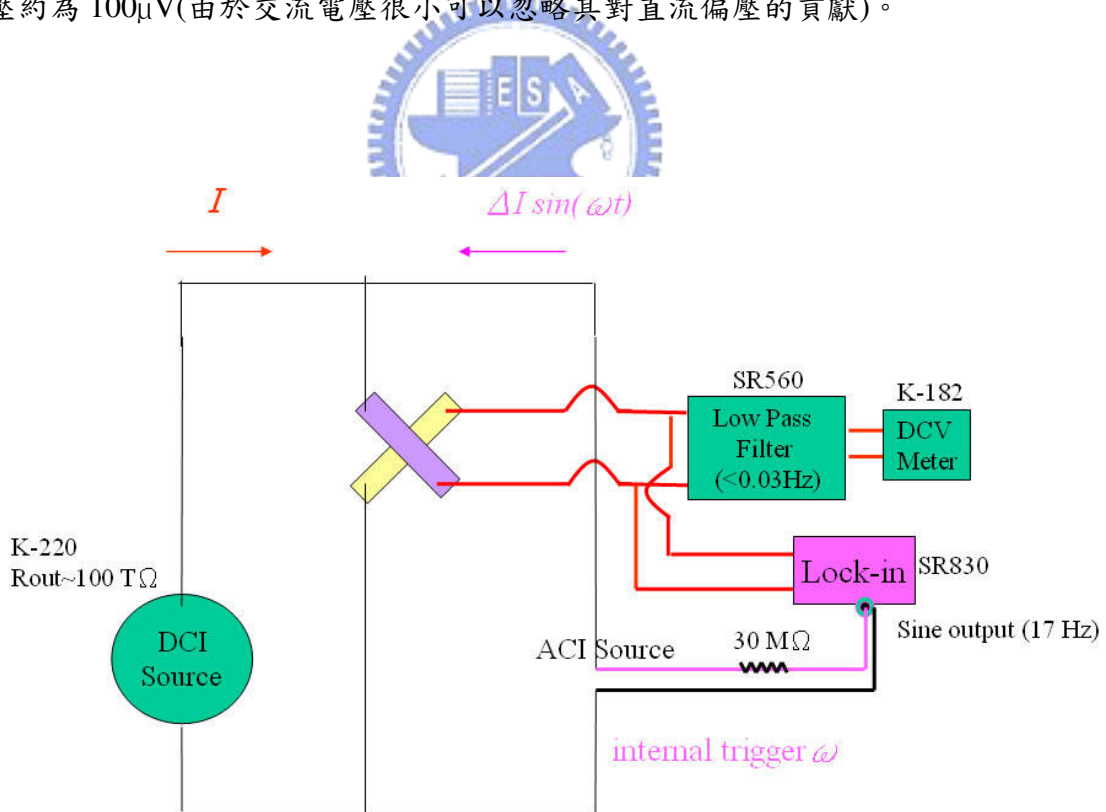 壓約為 100μV(由於交流電壓很小可以忽略其對直流偏壓的貢獻)。
ESA
I
ΔI sin(ωt)
SR560
Low Pass
Filter
(<0.03Hz)
K-182
DCV
Meter
K-220
Rout~100 TΩ
DCI
Source
Lock-in
SR830
Sine output (17 Hz)
ACI Source
30 MΩ
internal trigger ω